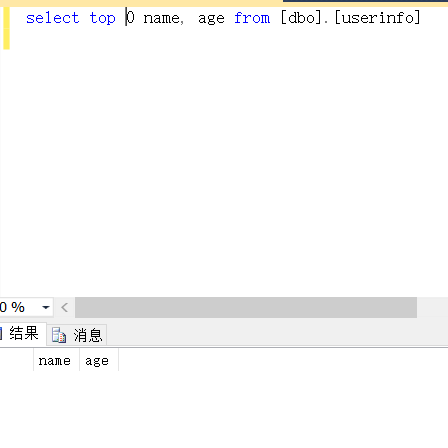 select top 0 name, age from [dbo].[userinfo]
0 %
结果 消息
name age